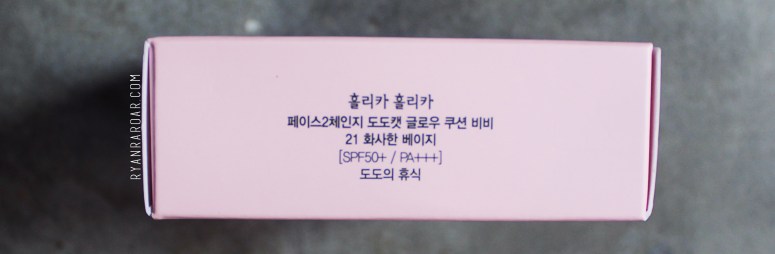 홀리카 홀리카
페이스2체인지 도도캣 글로우 쿠션 비비
21 화사한 베이지
[SPF50+ / PA+++]
도도의 휴식
RYANRAROAR.COM